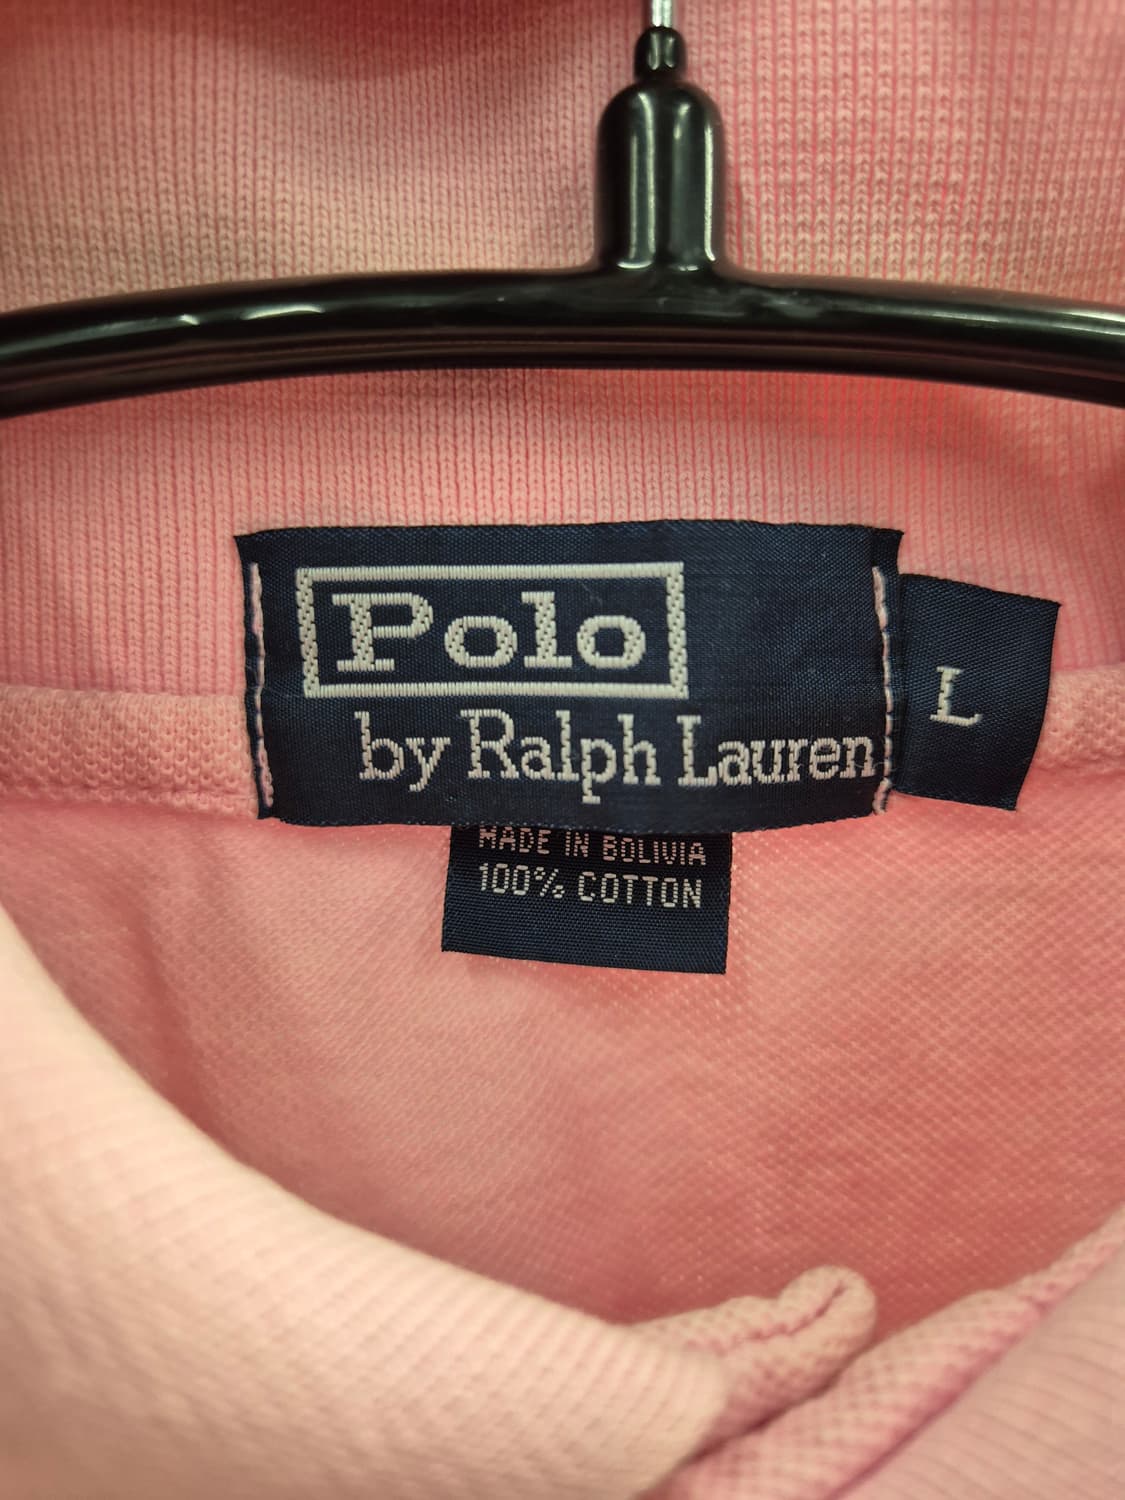 Polo
by Ralph Lauren
L
MADE IN BOLIVIA
100% COTTON